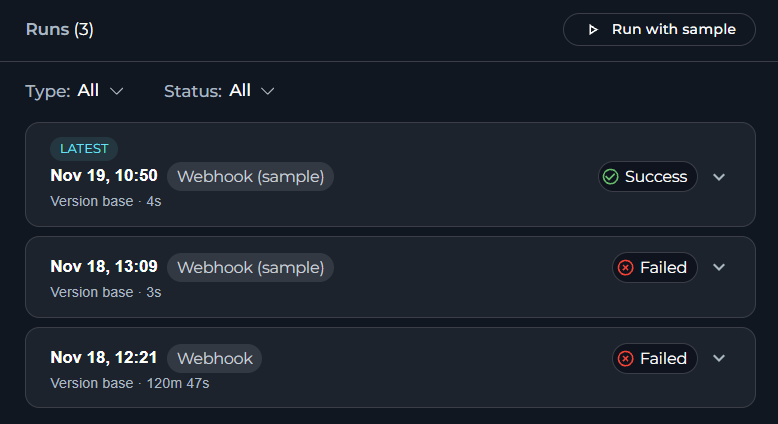 Runs (3)
Run with sample
Type: All
Status: All
LATEST
Nov 19, 10:50 Webhook (sample)
Success
Version base · 4s
Nov 18, 13:09 Webhook (sample)
Failed
Version base · 3s
Nov 18, 12:21 Webhook
Failed
Version base · 120m 47s